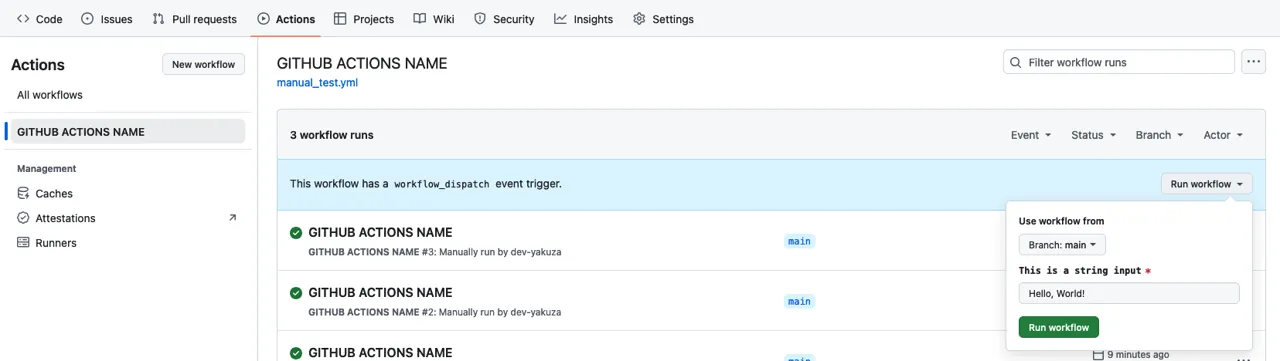 Code Issues Pull requests Actions Projects Wiki Security Insights Settings
Actions New workflow
All workflows
GITHUB ACTIONS NAME
Management
Caches
Attestations
Runners
GITHUB ACTIONS NAME
manual_test.yml
Filter workflow runs
3 workflow runs Event Status Branch Actor
This workflow has a workflow_dispatch event trigger. Run workflow
GITHUB ACTIONS NAME
GITHUB ACTIONS NAME #3: Manually run by dev-yakuza
main
GITHUB ACTIONS NAME
GITHUB ACTIONS NAME #2: Manually run by dev-yakuza
main
GITHUB ACTIONS NAME
main
9 minutes ago
Use workflow from
Branch: main
This is a string input *
Hello, World!
Run workflow